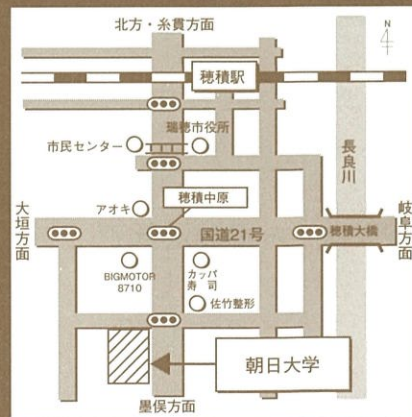 北方・糸貫方面
N
穂積駅
瑞穂市役所
市民センター
長良川
穂積中原
アオキ
大垣方面
国道21号
穂積大橋
岐阜方面
BIGMOTOR
8710
カッパ
寿司
佐竹整形
朝日大学
墨俣方面